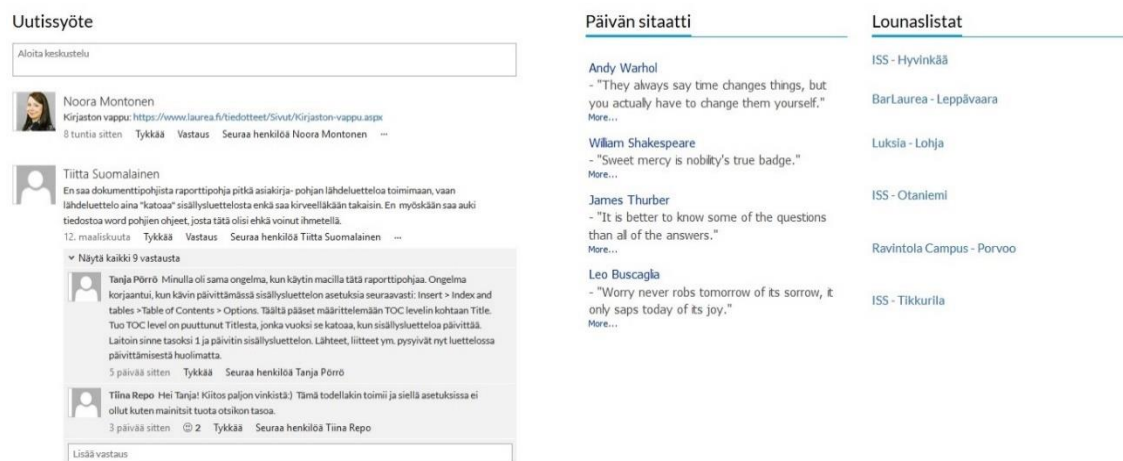 Uutissyöte
Aloita keskustelu
Noora Montonen
Kirjaston vappu: https://www.laurea.fi/tiedotteet/Sivut/Kirjaston-vappu.aspx
8 tuntia sitten Tykkää Vastaus Seuraa henkilöä Noora Montonen ...
Tiitta Suomalainen
En saa dokumenttipohjista raporttipohja pitkä asiakirja- pohjan lähdeluetteloa toimimaan, vaan
lähdeluettelo aina "katoaa" sisällysluettelosta enkä saa kirveelläkään takaisin. En myöskään saa auki
tiedostoa word pohjien ohjeet, josta tätä olisi ehkä voinut ihmetellä.
12. maaliskuuta Tykkää Vastaus Seuraa henkilöä Tiitta Suomalainen ...
Näytä kaikki 9 vastausta
Tanja Pörrö Minulla oli sama ongelma, kun käytin macilla tätä raporttipohjaa. Ongelma
korjaantui, kun kävin päivittämässä sisällysluettelon asetuksia seuraavasti: Insert > Index and
tables >Table of Contents > Options. Täältä pääset määrittelemään TOC levelin kohtaan Title.
Tuo TOC level on puuttunut Titlesta, jonka vuoksi se katoaa, kun sisällysluetteloa päivittää.
Laitoin sinne tasoksi 1 ja päivitin sisällysluettelon. Lähteet, liitteet ym. pysyivät nyt luettelossa
päivittämisestä huolimatta.
5 päivää sitten Tykkää Seuraa henkilöä Tanja Pörrö
Tiina Repo Hei Tanja! Kiitos paljon vinkistä:) Tämä todellakin toimii ja siellä asetuksissa ei
ollut kuten mainitsit tuota otsikon tasoa.
3 päivää sitten ☺ 2 Tykkää Seuraa henkilöä Tiina Repo
Lisää vastaus
Päivän sitaatti
Andy Warhol
- "They always say time changes things, but
you actually have to change them yourself."
More...
William Shakespeare
- "Sweet mercy is nobility's true badge."
More...
James Thurber
- "It is better to know some of the questions
than all of the answers."
More...
Leo Buscaglia
- "Worry never robs tomorrow of its sorrow, it
only saps today of its joy."
More...
Lounaslistat
ISS - Hyvinkää
BarLaurea - Leppävaara
Luksia - Lohja
ISS - Otaniemi
Ravintola Campus - Porvoo
ISS - Tikkurila